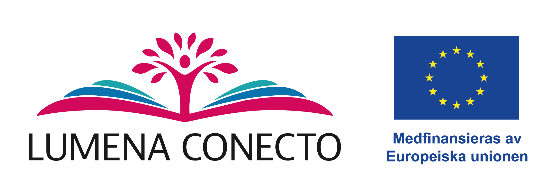 LUMENA CONECTO
Medfinansieras av
Europeiska unionen